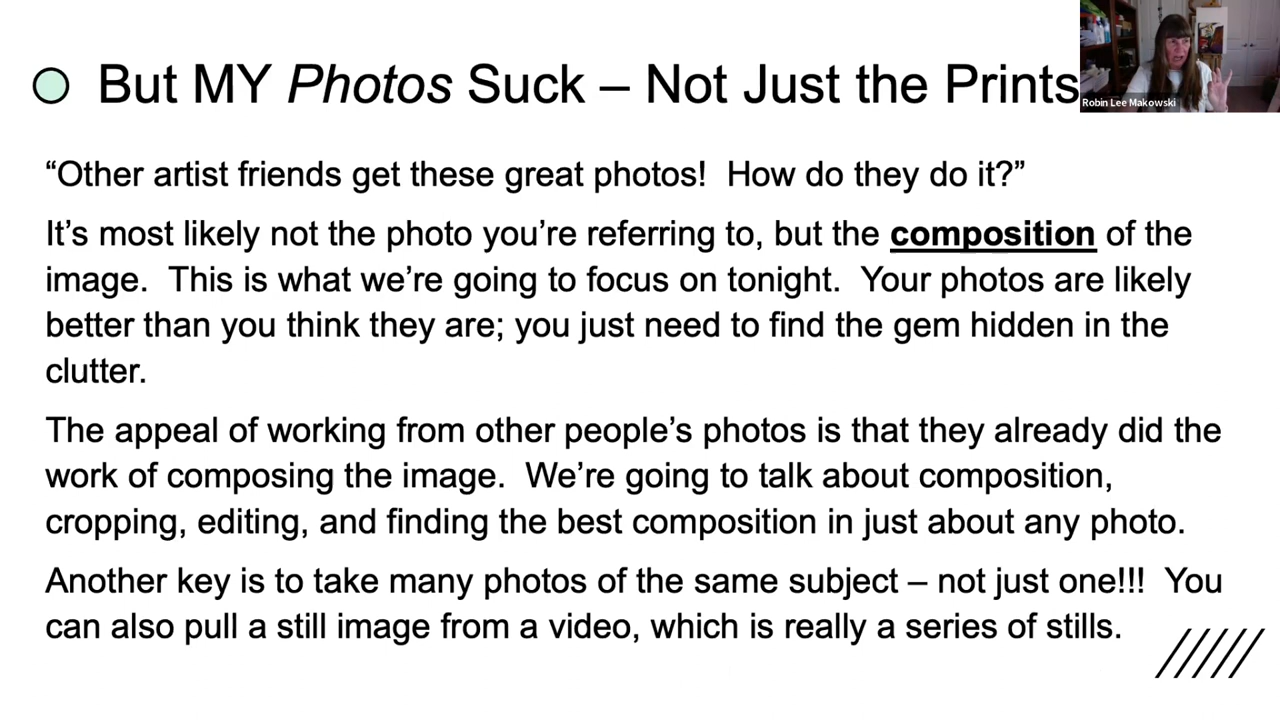 But MY Photos Suck – Not Just the Prints
Robin Lee Makowski
“Other artist friends get these great photos!  How do they do it?”
It’s most likely not the photo you’re referring to, but the composition of the
image.  This is what we’re going to focus on tonight.  Your photos are likely
better than you think they are; you just need to find the gem hidden in the
clutter.
The appeal of working from other people’s photos is that they already did the
work of composing the image.  We’re going to talk about composition,
cropping, editing, and finding the best composition in just about any photo.
Another key is to take many photos of the same subject – not just one!!!  You
can also pull a still image from a video, which is really a series of stills.